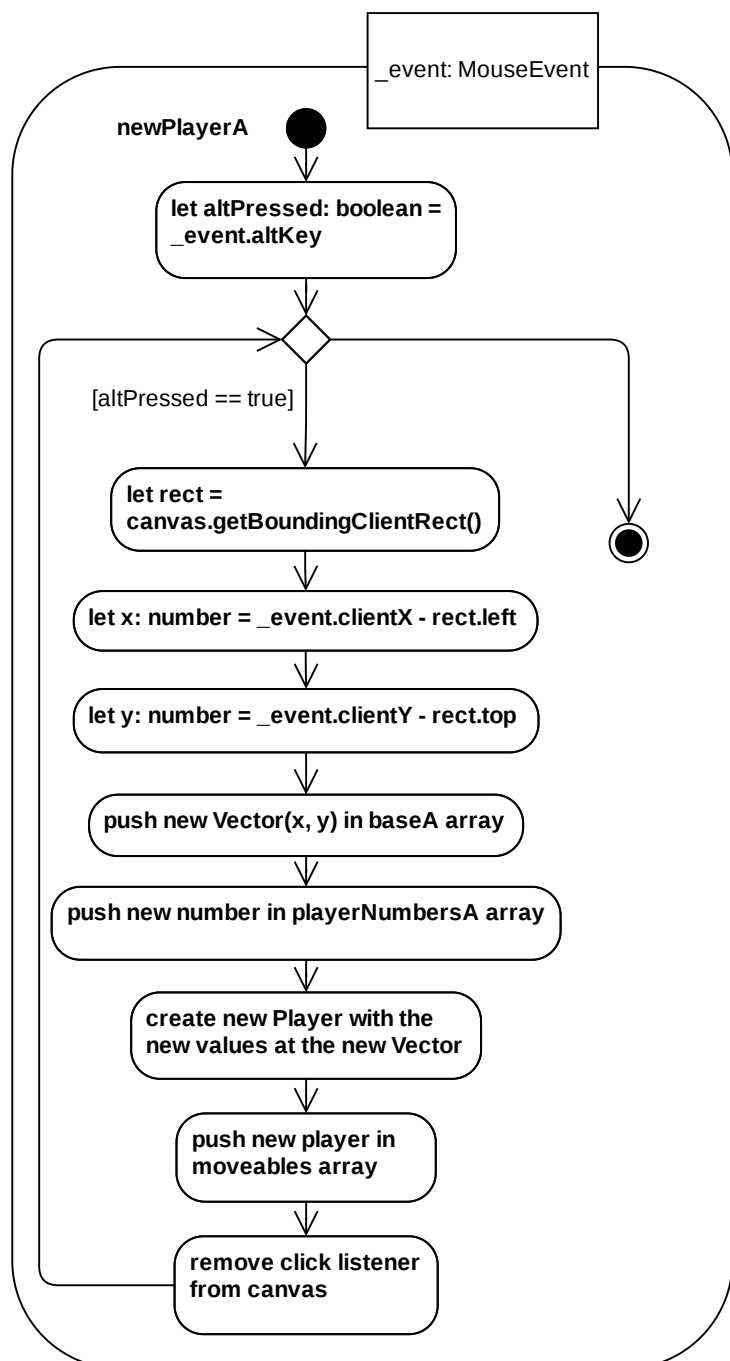 _event: MouseEvent
newPlayerA
let altPressed: boolean =
_event.altKey
[altPressed == true]
let rect =
canvas.getBoundingClientRect()
let x: number = _event.clientX - rect.left
let y: number = _event.clientY - rect.top
push new Vector(x, y) in baseA array
push new number in playerNumbersA array
create new Player with the
new values at the new Vector
push new player in
moveables array
remove click listener
from canvas